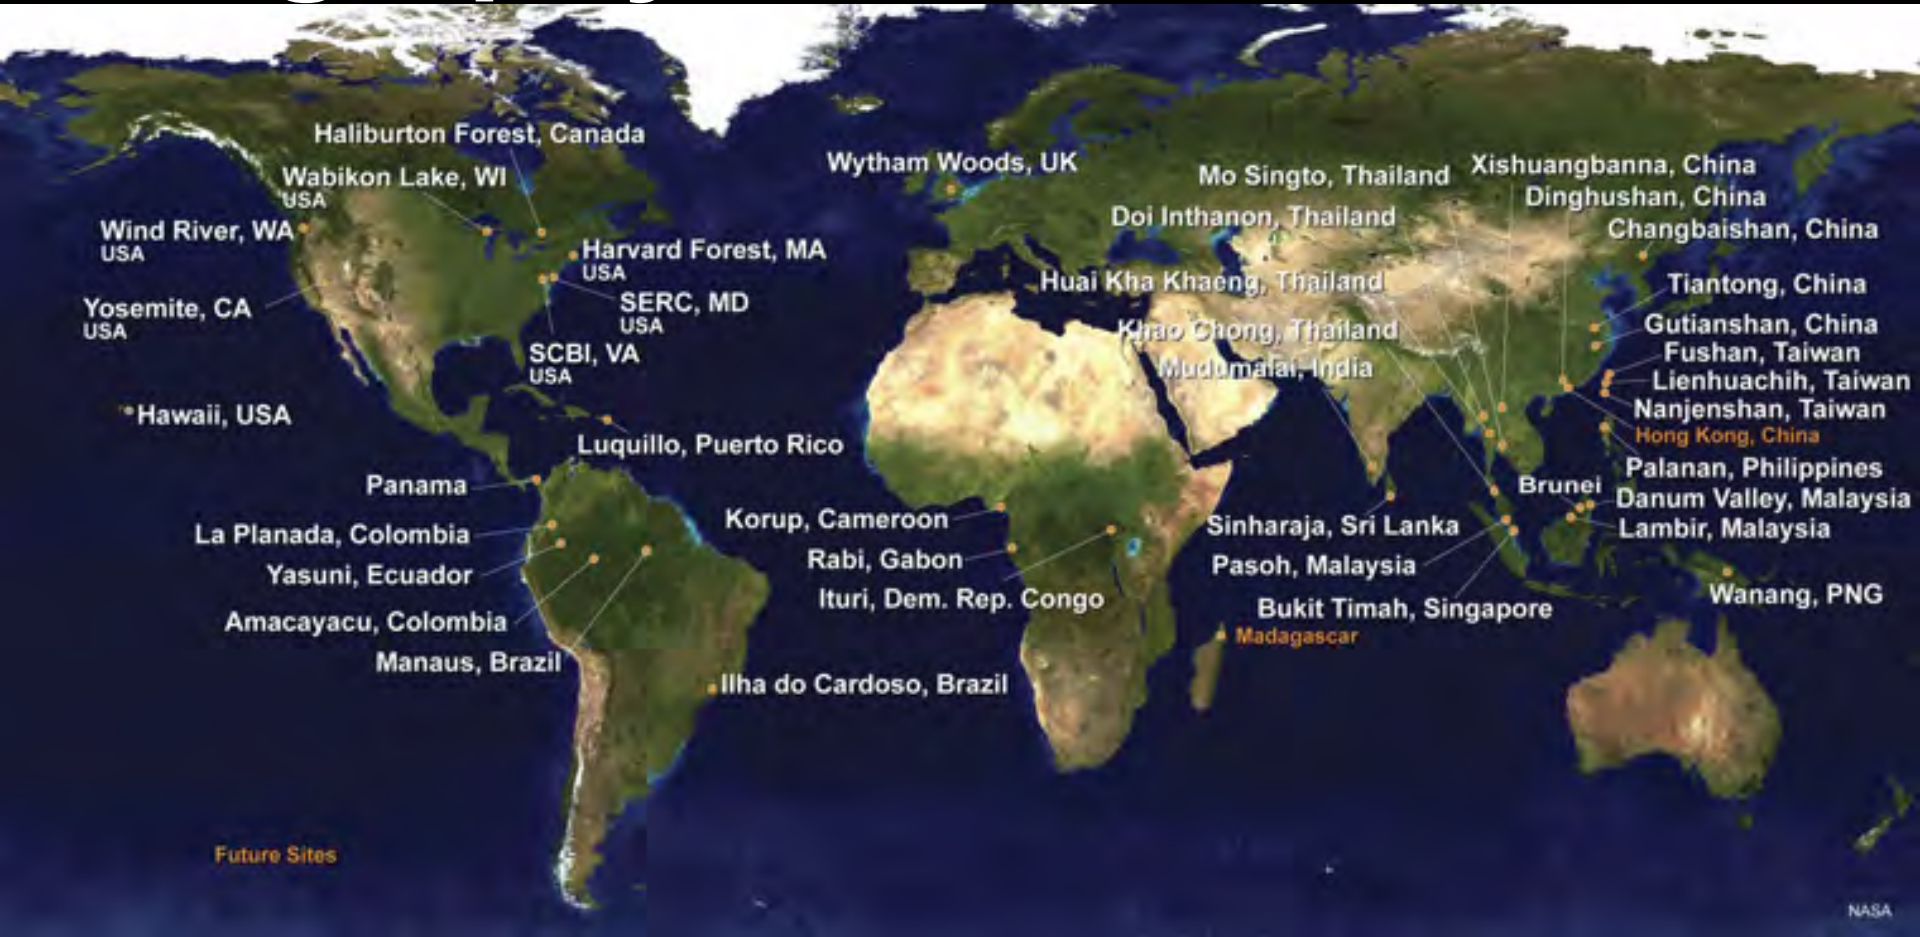 Haliburton Forest, Canada
Wabikon Lake, WI
USA
Wind River, WA
USA
Harvard Forest, MA
USA
Yosemite, CA
USA
SERC, MD
USA
SCBI, VA
USA
Hawaii, USA
Luquillo, Puerto Rico
Panama
La Planada, Colombia
Yasuni, Ecuador
Amacayacu, Colombia
Manaus, Brazil
Ilha do Cardoso, Brazil
Wytham Woods, UK
Korup, Cameroon
Rabi, Gabon
Ituri, Dem. Rep. Congo
Madagascar
Mo Singto, Thailand
Doi Inthanon, Thailand
Huai Kha Khaeng, Thailand
Khao Chong, Thailand
Mudumalai, India
Sinharaja, Sri Lanka
Pasoh, Malaysia
Bukit Timah, Singapore
Xishuangbanna, China
Dinghushan, China
Changbaishan, China
Tiantong, China
Gutianshan, China
Fushan, Taiwan
Lienhuachih, Taiwan
Nanjenshan, Taiwan
Hong Kong, China
Palanan, Philippines
Brunei
Danum Valley, Malaysia
Lambir, Malaysia
Wanang, PNG
Future Sites
NASA